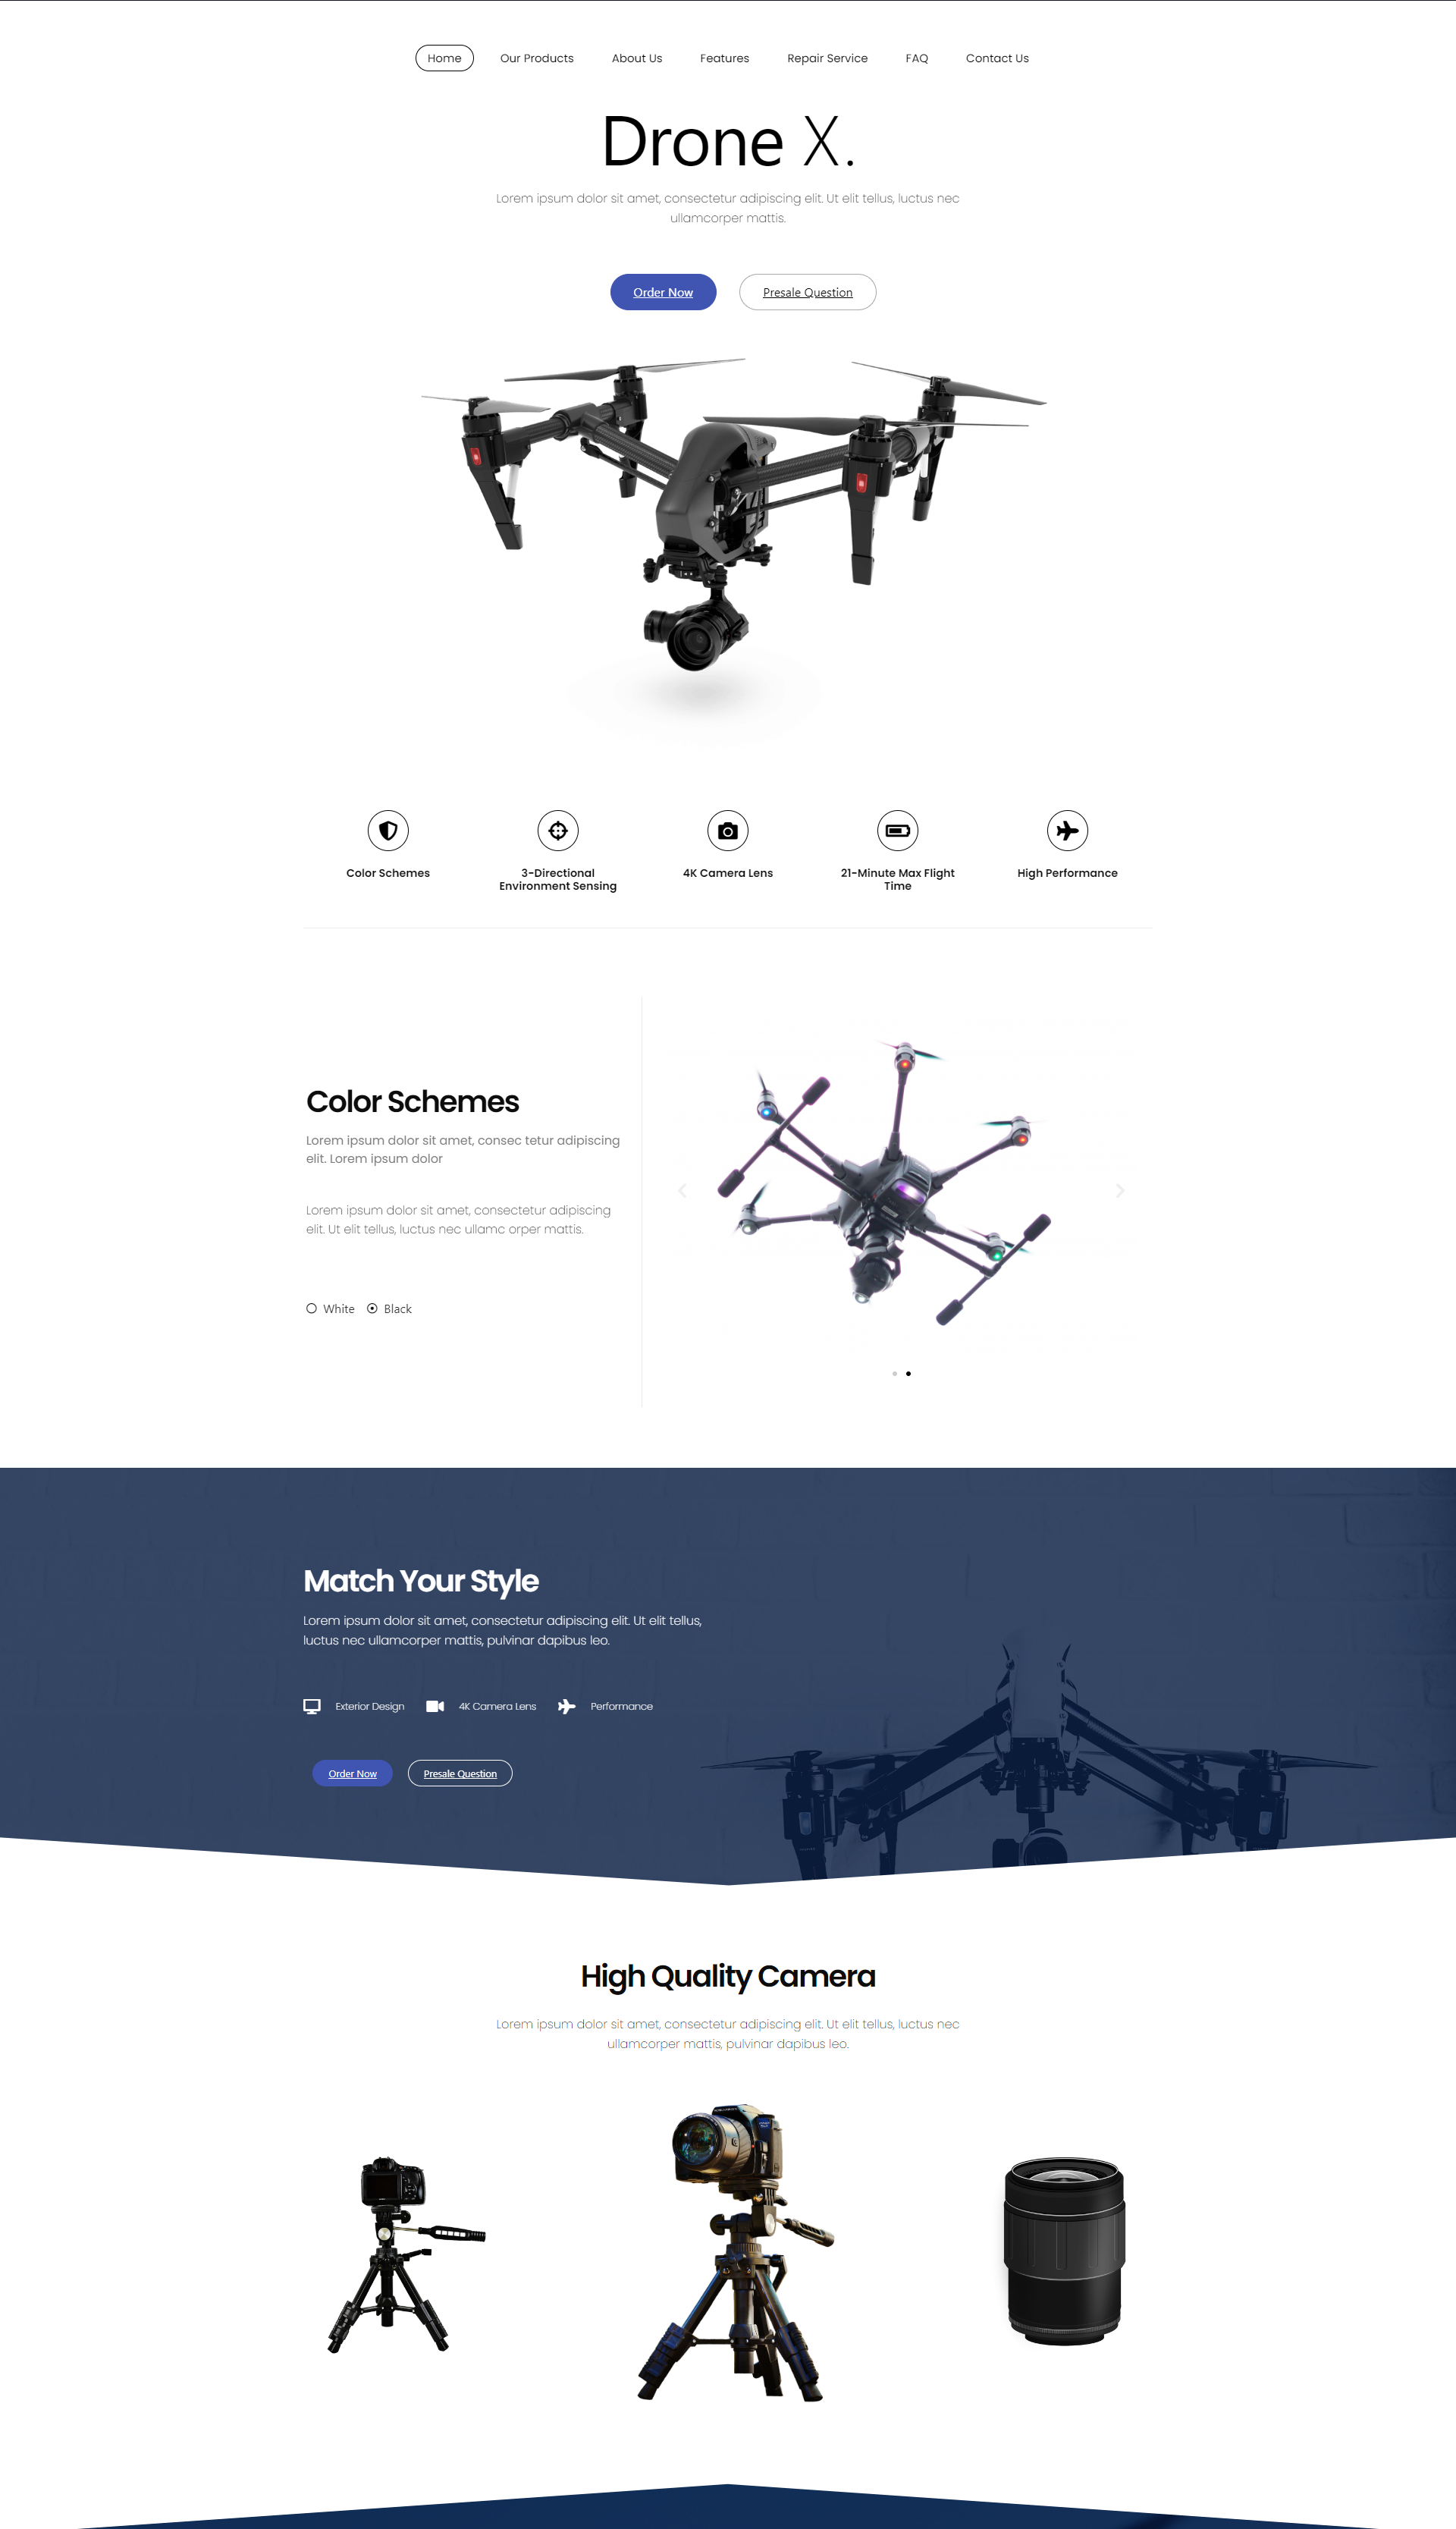 Home Our Products About Us Features Repair Service FAQ Contact Us
Drone X.
Lorem ipsum dolor sit amet, consectetur adipiscing elit. Ut elit tellus, luctus nec
ullamcorper mattis.
Order Now Presale Question
Color Schemes
3-Directional
Environment Sensing
4K Camera Lens
21-Minute Max Flight
Time
High Performance
Color Schemes
Lorem ipsum dolor sit amet, consec tetur adipiscing
elit. Lorem ipsum dolor
Lorem ipsum dolor sit amet, consectetur adipiscing
elit. Ut elit tellus, luctus nec ullamc orper mattis.
White Black
Match Your Style
Lorem ipsum dolor sit amet, consectetur adipiscing elit. Ut elit tellus,
luctus nec ullamcorper mattis, pulvinar dapibus leo.
Exterior Design 4K Camera Lens Performance
Order Now Presale Question
High Quality Camera
Lorem ipsum dolor sit amet, consectetur adipiscing elit. Ut elit tellus, luctus nec
ullamcorper mattis, pulvinar dapibus leo.